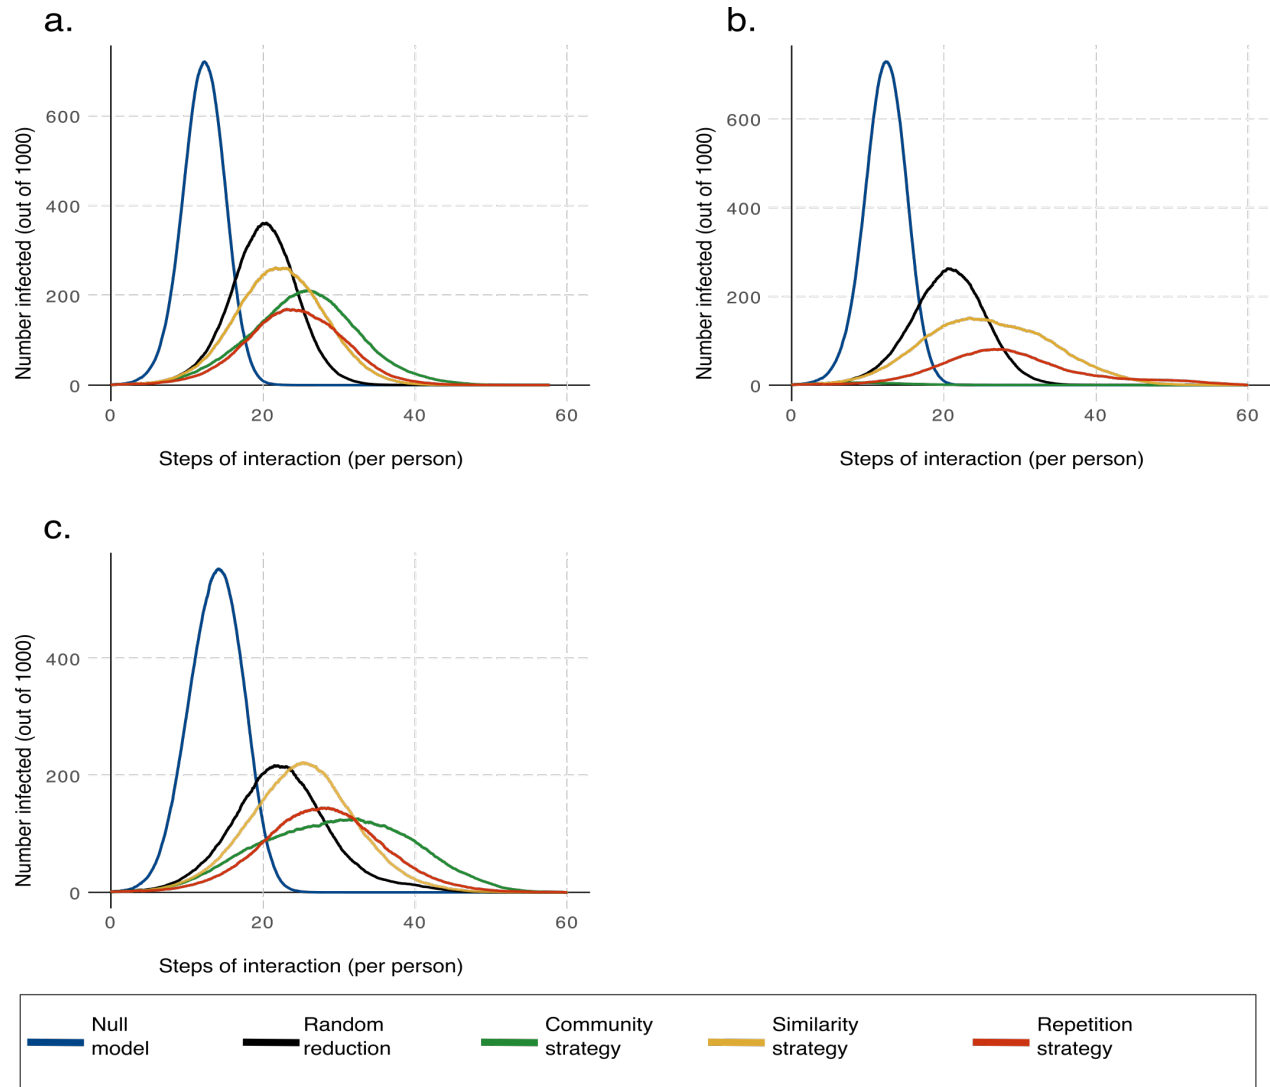 a.
Number infected (out of 1000)
600
400
200
0
0 20 40 60
Steps of interaction (per person)
b.
Number infected (out of 1000)
600
400
200
0
0 20 40 60
Steps of interaction (per person)
c.
Number infected (out of 1000)
400
200
0
0 20 40 60
Steps of interaction (per person)
Null
model
Random
reduction
Community
strategy
Similarity
strategy
Repetition
strategy